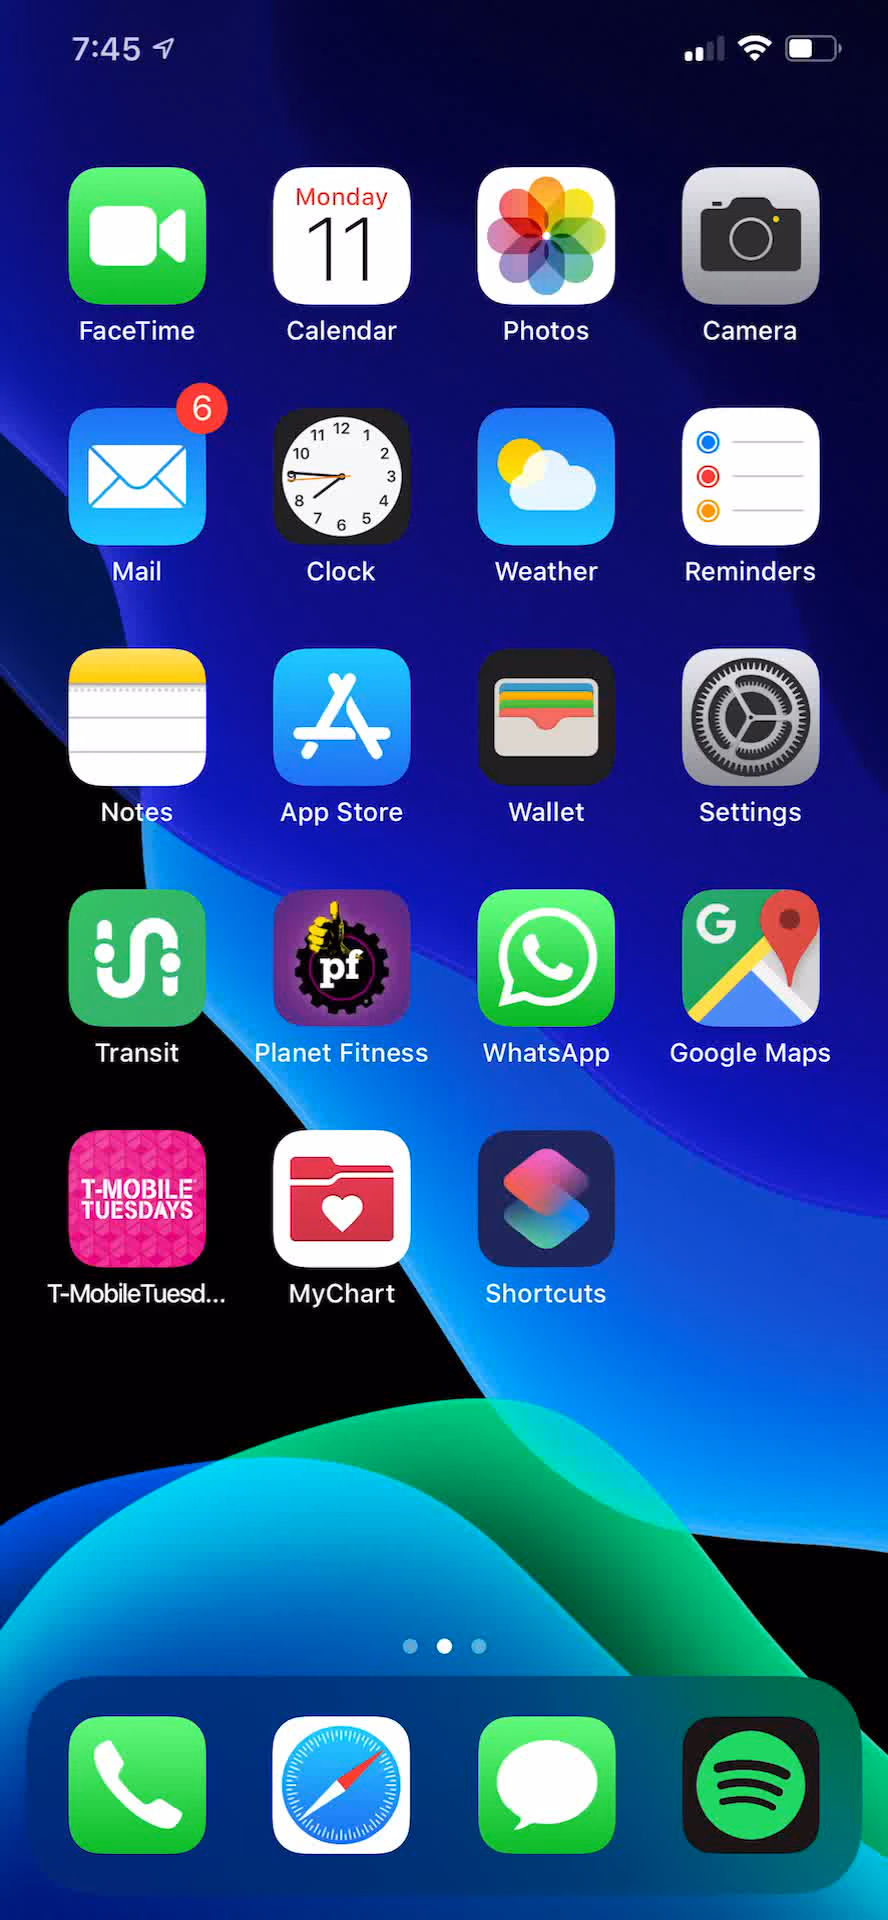 7:45
Monday
11
FaceTime
Calendar
Photos
Camera
6
12
11 1
10 2
9 3
8 4
7 5
6
Mail
Clock
Weather
Reminders
Notes
App Store
Wallet
Settings
pf
G
Transit
Planet Fitness
WhatsApp
Google Maps
T-MOBILE
TUESDAYS
T-MobileTuesd...
MyChart
Shortcuts